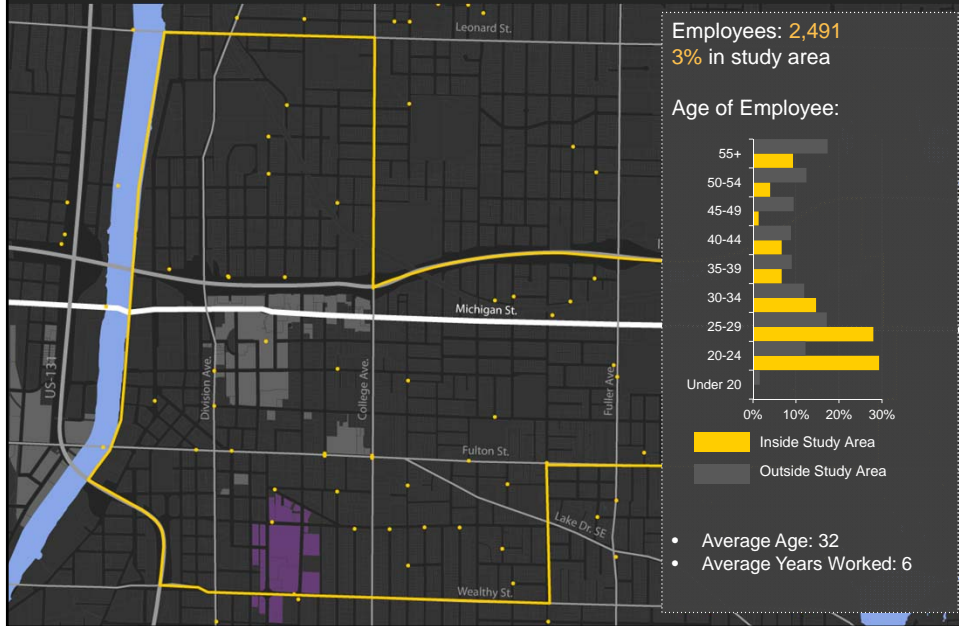 Leonard St.
Michigan St.
US-131
Division Ave.
College Ave.
Fuller Ave.
Fulton St.
Lake Dr. SE
Wealthy St.
Employees: 2,491
3% in study area
Age of Employee:
55+
50-54
45-49
40-44
35-39
30-34
25-29
20-24
Under 20
0% 10% 20% 30%
Inside Study Area
Outside Study Area
• Average Age: 32
• Average Years Worked: 6